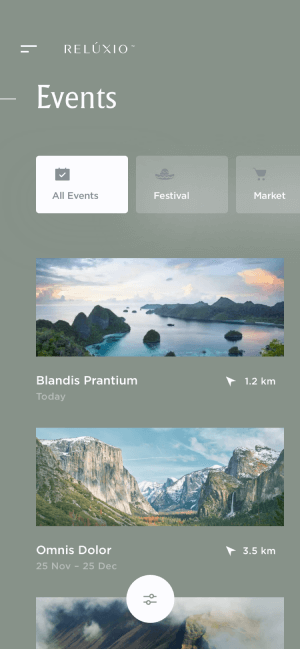 RELÚXIO™
Events
All Events
Festival
Market
Blandis Prantium
1.2 km
Today
Omnis Dolor
3.5 km
25 Nov – 25 Dec